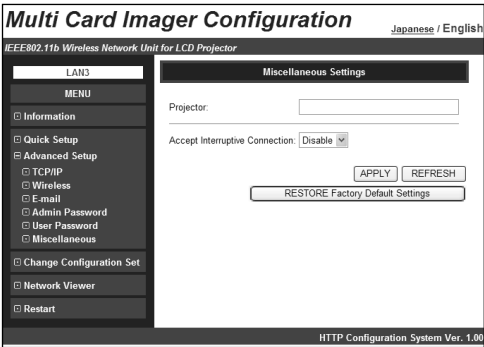 Multi Card Imager Configuration
Japanese / English
IEEE802.11b Wireless Network Unit for LCD Projector
LAN3
MENU
Information
Quick Setup
Advanced Setup
TCP/IP
Wireless
E-mail
Admin Password
User Password
Miscellaneous
Change Configuration Set
Network Viewer
Restart
Miscellaneous Settings
Projector:
Accept Interruptive Connection: Disable
APPLY REFRESH
RESTORE Factory Default Settings
HTTP Configuration System Ver. 1.00